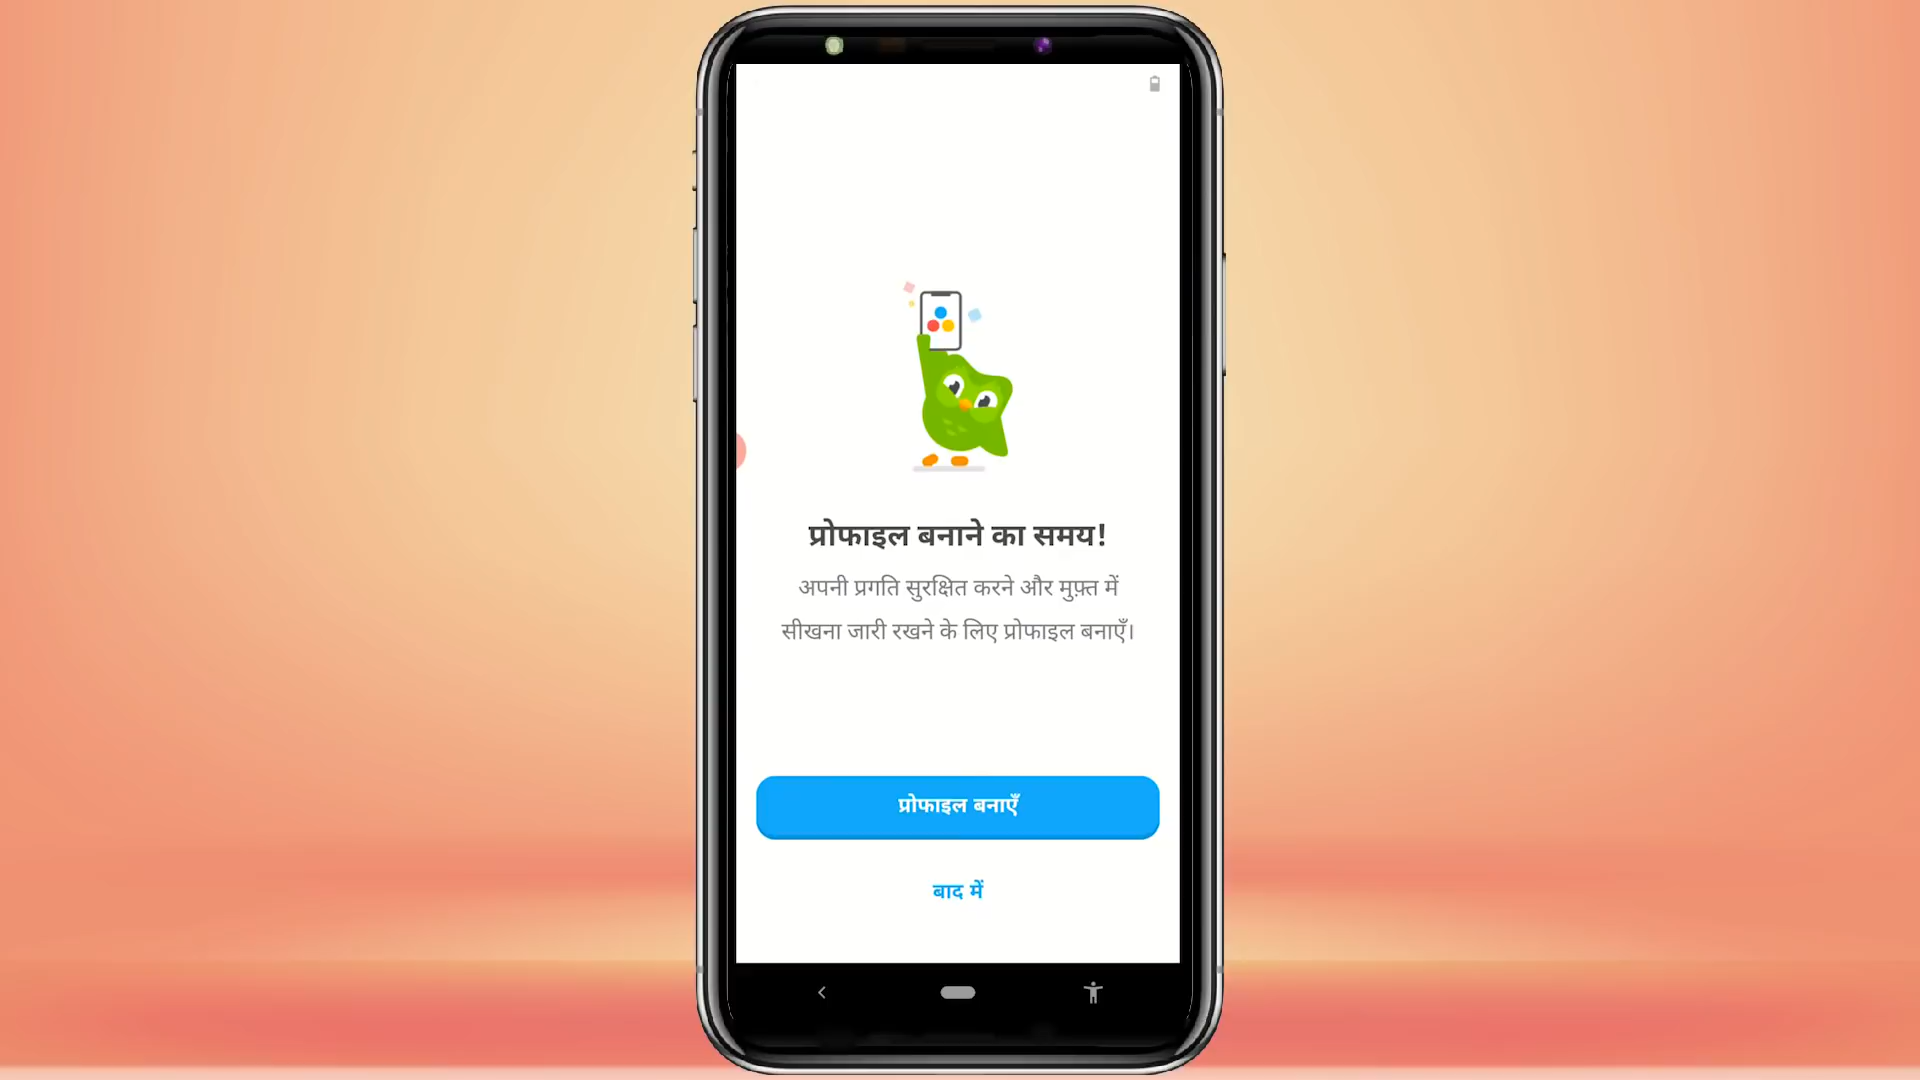 प्रोफाइल बनाने का समय!
अपनी प्रगति सुरक्षित करने और मुफ़्त में
सीखना जारी रखने के लिए प्रोफाइल बनाएँ।
प्रोफाइल बनाएँ
बाद में